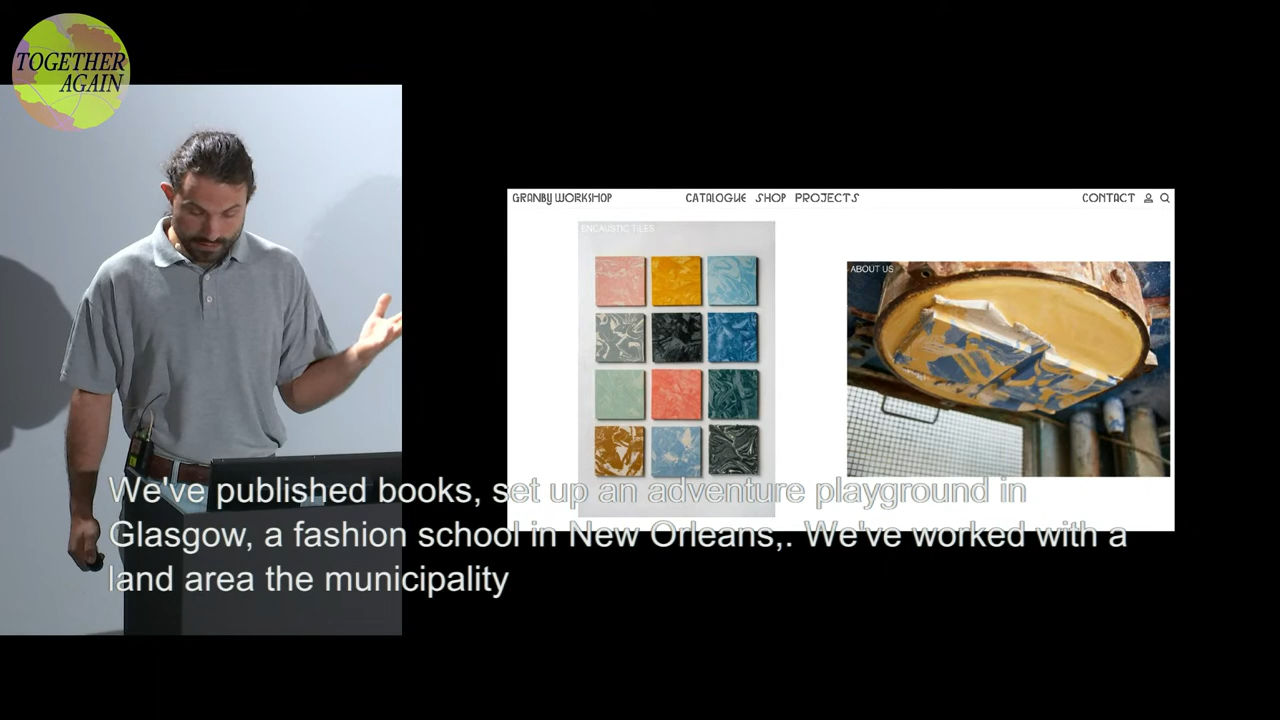 TOGETHER
AGAIN
GRANBY WORKSHOP
CATALOGUE SHOP PROJECTS
CONTACT
ENCAUSTIC TILES
ABOUT US
We've published books, set up an adventure playground in
Glasgow, a fashion school in New Orleans,. We've worked with a
land area the municipality